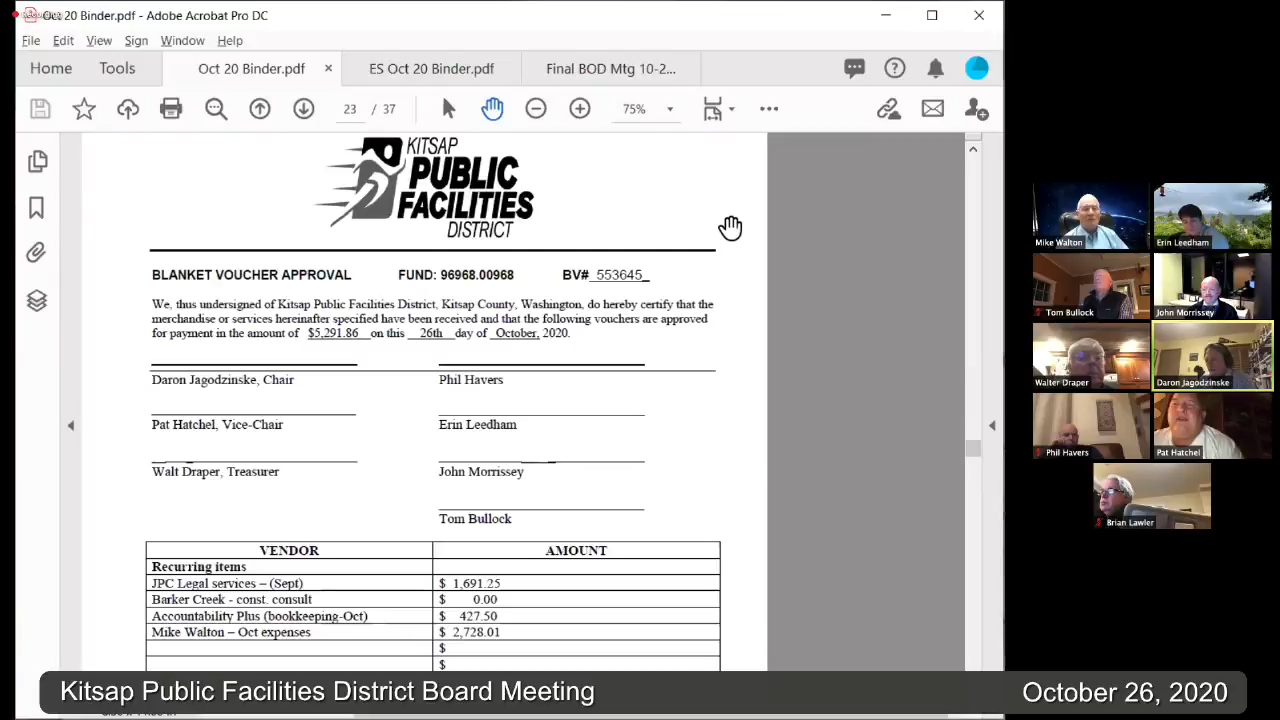 Oct 20 Binder.pdf - Adobe Acrobat Pro DC
File Edit View Sign Window Help
Home Tools Oct 20 Binder.pdf × ES Oct 20 Binder.pdf Final BOD Mtg 10-2...
23 / 37 75%
KITSAP
PUBLIC
FACILITIES
DISTRICT
BLANKET VOUCHER APPROVAL FUND: 96968.00968 BV# _553645_
We, thus undersigned of Kitsap Public Facilities District, Kitsap County, Washington, do hereby certify that the
merchandise or services hereinafter specified have been received and that the following vouchers are approved
for payment in the amount of $5,291.86 on this 26th day of October, 2020.
Daron Jagodzinske, Chair Phil Havers
Pat Hatchel, Vice-Chair Erin Leedham
Walt Draper, Treasurer John Morrissey
Tom Bullock
VENDOR AMOUNT
Recurring items
JPC Legal services – (Sept) $ 1,691.25
Barker Creek - const. consult $ 0.00
Accountability Plus (bookkeeping-Oct) $ 427.50
Mike Walton – Oct expenses $ 2,728.01
$
$
Mike Walton Erin Leedham
Tom Bullock John Morrissey
Walter Draper Daron Jagodzinske
Phil Havers Pat Hatchel
Brian Lawler
Kitsap Public Facilities District Board Meeting October 26, 2020